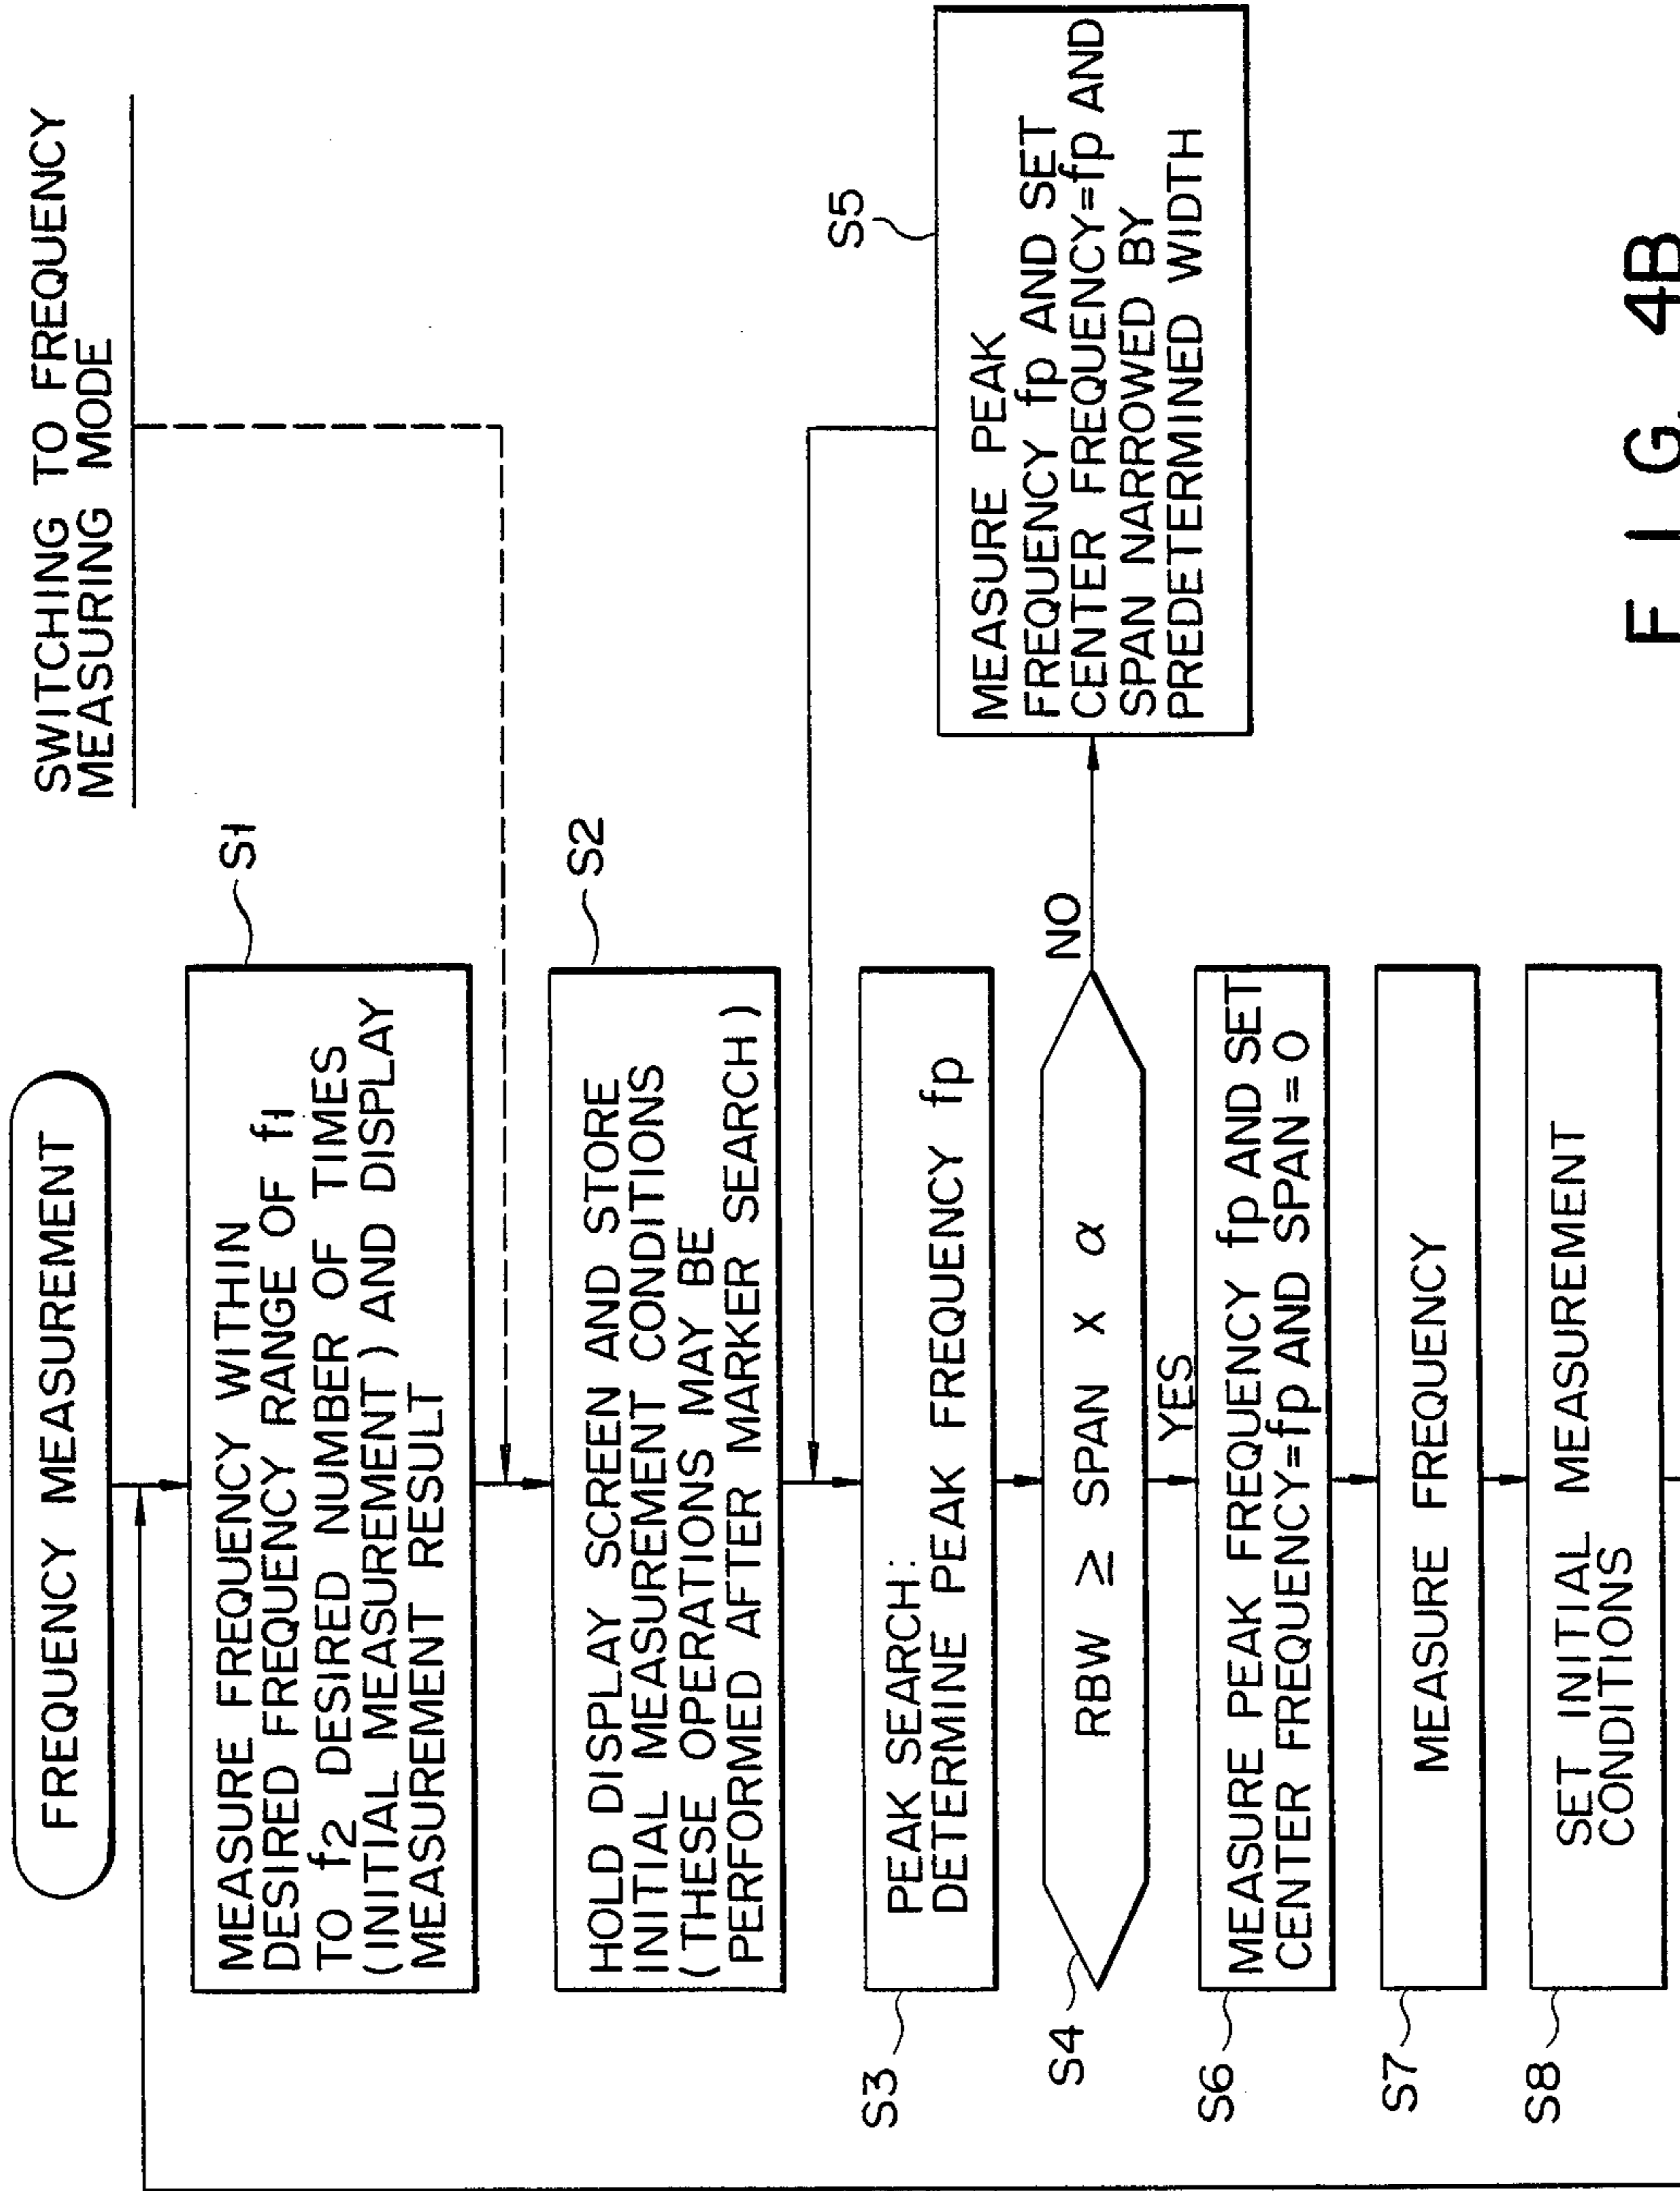 SWITCHING TO FREQUENCY
MEASURING MODE
FREQUENCY MEASUREMENT
S1
MEASURE FREQUENCY WITHIN
DESIRED FREQUENCY RANGE OF f1
TO f2 DESIRED NUMBER OF TIMES
(INITIAL MEASUREMENT) AND DISPLAY
MEASUREMENT RESULT
S2
HOLD DISPLAY SCREEN AND STORE
INITIAL MEASUREMENT CONDITIONS
(THESE OPERATIONS MAY BE
PERFORMED AFTER MARKER SEARCH)
S3
PEAK SEARCH:
DETERMINE PEAK FREQUENCY fp
S4
RBW ≥ SPAN x α
NO
YES
S5
MEASURE PEAK
FREQUENCY fp AND SET
CENTER FREQUENCY=fp AND
SPAN NARROWED BY
PREDETERMINED WIDTH
S6
MEASURE PEAK FREQUENCY fp AND SET
CENTER FREQUENCY=fp AND SPAN=0
S7
MEASURE FREQUENCY
S8
SET INITIAL MEASUREMENT
CONDITIONS
FIG. 4B